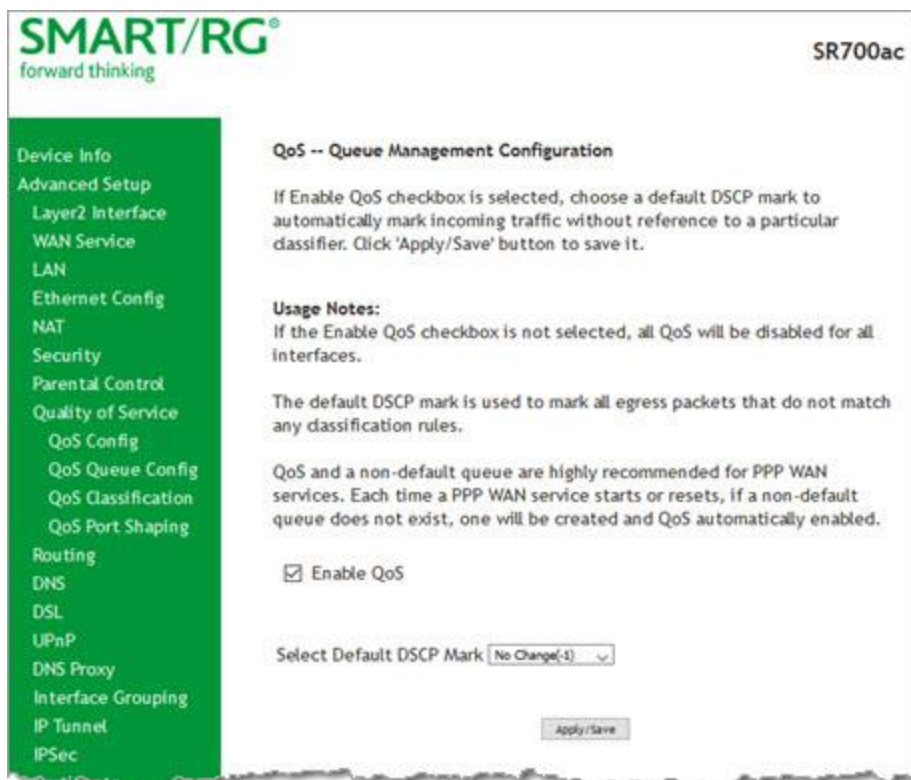 SMART/RG®
forward thinking
SR700ac
Device Info
Advanced Setup
Layer2 Interface
WAN Service
LAN
Ethernet Config
NAT
Security
Parental Control
Quality of Service
QoS Config
QoS Queue Config
QoS Classification
QoS Port Shaping
Routing
DNS
DSL
UPnP
DNS Proxy
Interface Grouping
IP Tunnel
IPSec
QoS -- Queue Management Configuration
If Enable QoS checkbox is selected, choose a default DSCP mark to
automatically mark incoming traffic without reference to a particular
classifier. Click 'Apply/Save' button to save it.
Usage Notes:
If the Enable QoS checkbox is not selected, all QoS will be disabled for all
interfaces.
The default DSCP mark is used to mark all egress packets that do not match
any classification rules.
QoS and a non-default queue are highly recommended for PPP WAN
services. Each time a PPP WAN service starts or resets, if a non-default
queue does not exist, one will be created and QoS automatically enabled.
Enable QoS
Select Default DSCP Mark No Change(-1)
Apply/Save